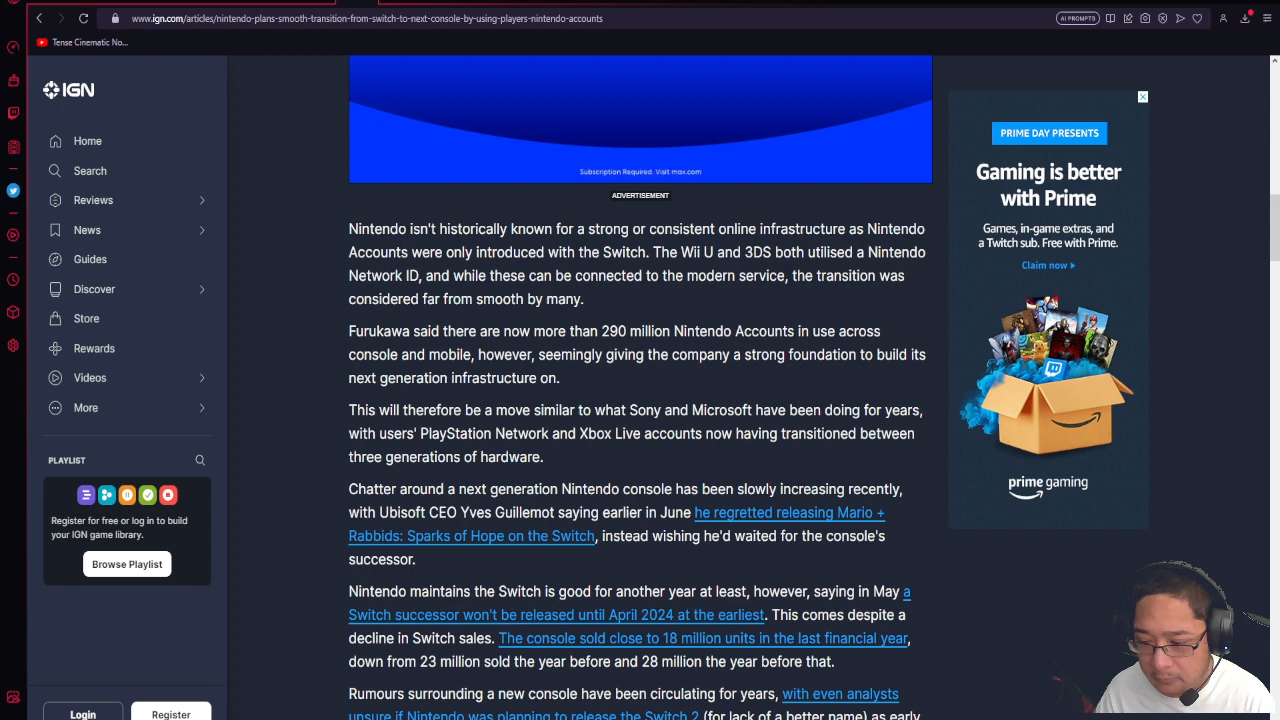 www.ign.com/articles/nintendo-plans-smooth-transition-from-switch-to-next-console-by-using-players-nintendo-accounts
AI PROMPTS
Tense Cinematic No...
IGN
Home
Search
Reviews
News
Guides
Discover
Store
Rewards
Videos
More
PLAYLIST
Register for free or log in to build
your IGN game library.
Browse Playlist
Login
Register
Subscription Required. Visit max.com
ADVERTISEMENT
Nintendo isn't historically known for a strong or consistent online infrastructure as Nintendo
Accounts were only introduced with the Switch. The Wii U and 3DS both utilised a Nintendo
Network ID, and while these can be connected to the modern service, the transition was
considered far from smooth by many.
Furukawa said there are now more than 290 million Nintendo Accounts in use across
console and mobile, however, seemingly giving the company a strong foundation to build its
next generation infrastructure on.
This will therefore be a move similar to what Sony and Microsoft have been doing for years,
with users' PlayStation Network and Xbox Live accounts now having transitioned between
three generations of hardware.
Chatter around a next generation Nintendo console has been slowly increasing recently,
with Ubisoft CEO Yves Guillemot saying earlier in June he regretted releasing Mario +
Rabbids: Sparks of Hope on the Switch, instead wishing he'd waited for the console's
successor.
Nintendo maintains the Switch is good for another year at least, however, saying in May a
Switch successor won't be released until April 2024 at the earliest. This comes despite a
decline in Switch sales. The console sold close to 18 million units in the last financial year,
down from 23 million sold the year before and 28 million the year before that.
Rumours surrounding a new console have been circulating for years, with even analysts
unsure if Nintendo was planning to release the Switch 2 (for lack of a better name) as early
PRIME DAY PRESENTS
Gaming is better
with Prime
Games, in-game extras, and
a Twitch sub. Free with Prime.
Claim now
prime gaming